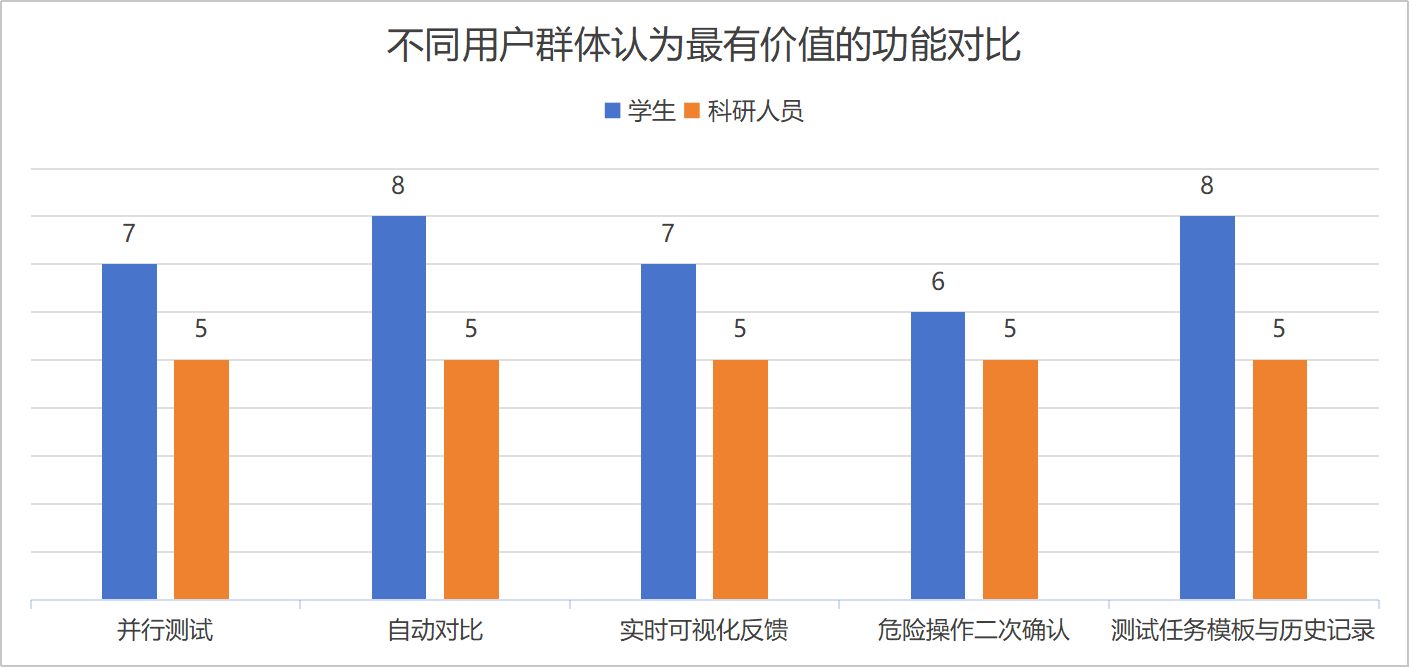 不同用户群体认为最有价值的功能对比
学生 科研人员
7 5 8 5 7 5 6 5 8 5
并行测试 自动对比 实时可视化反馈 危险操作二次确认 测试任务模板与历史记录